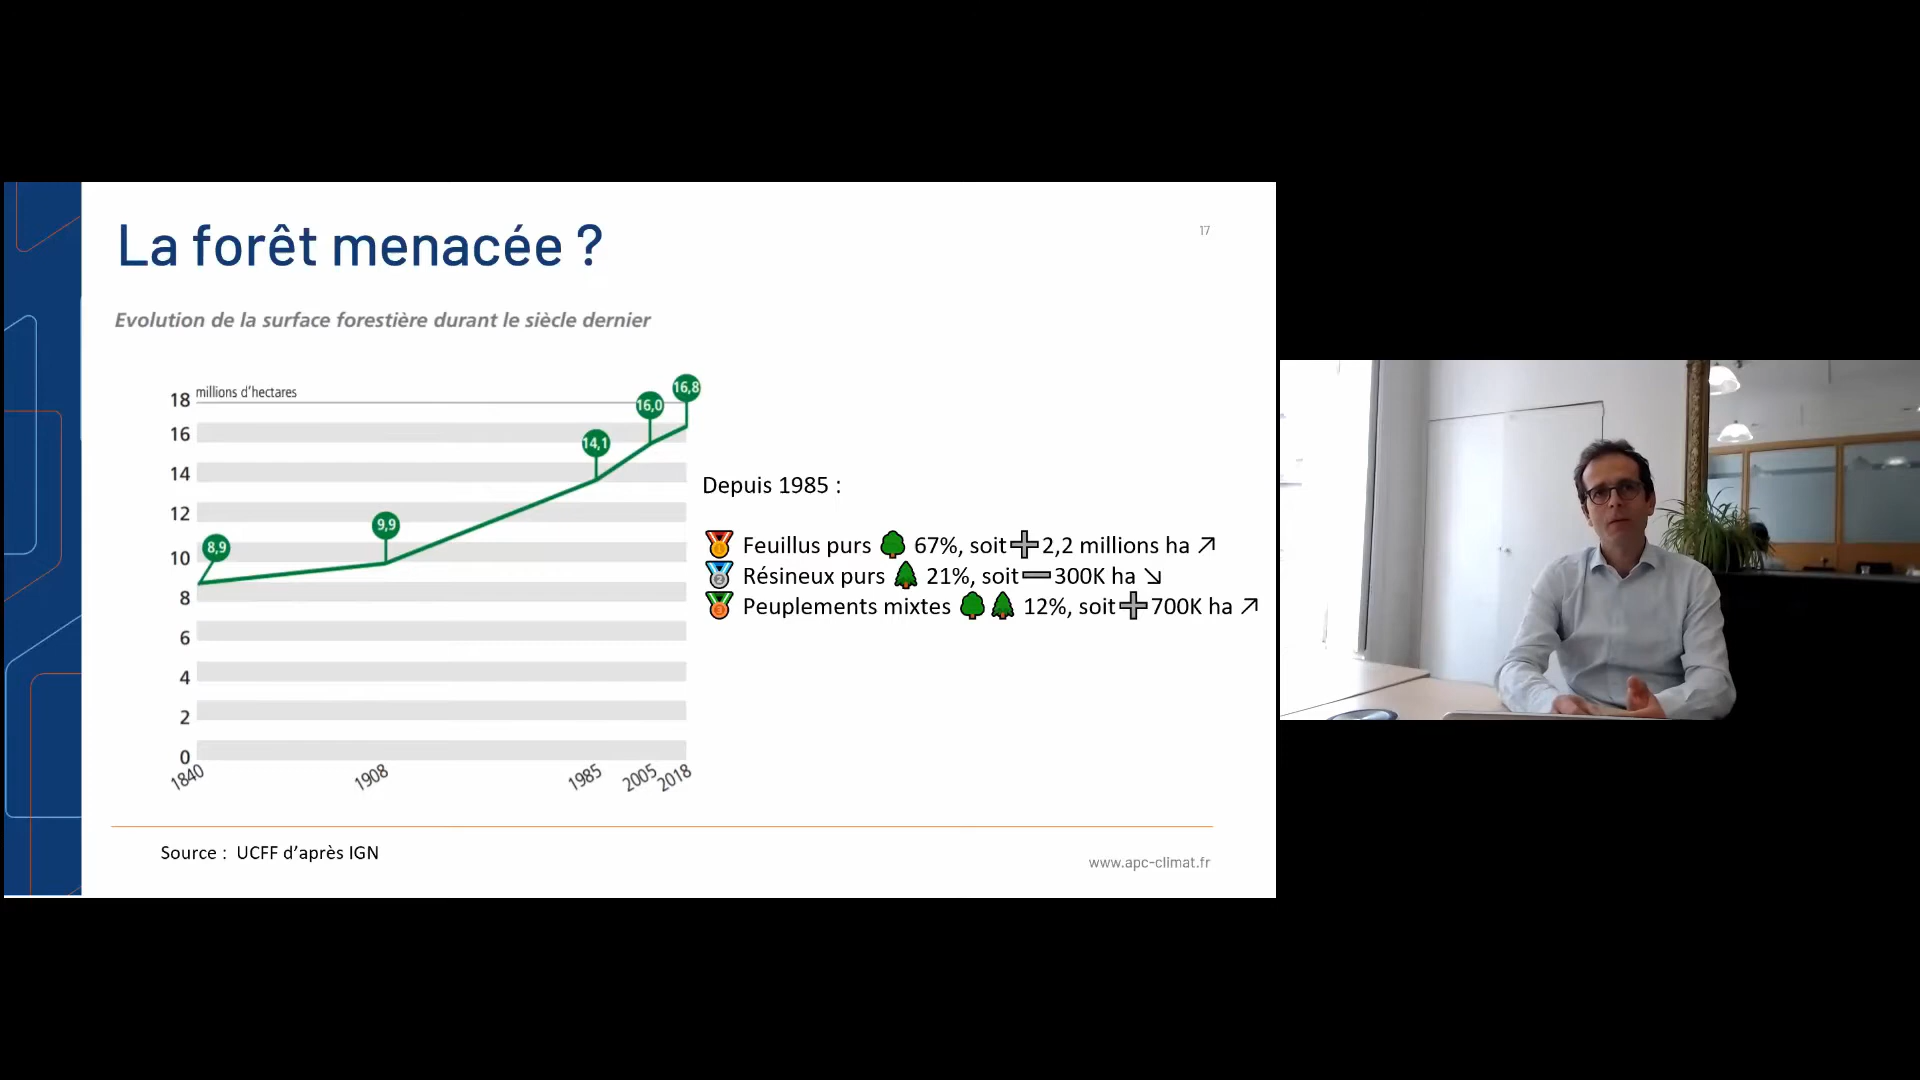 La forêt menacée ?
17
Evolution de la surface forestière durant le siècle dernier
millions d'hectares
18
16
14
12
10
8
6
4
2
0
8,9
9,9
14,1
16,0
16,8
1840
1908
1985
2005
2018
Depuis 1985 :
Feuillus purs 67%, soit ➕ 2,2 millions ha ↗
Résineux purs 21%, soit ➖ 300K ha ↘
Peuplements mixtes 12%, soit ➕ 700K ha ↗
Source : UCFF d'après IGN
www.apc-climat.fr